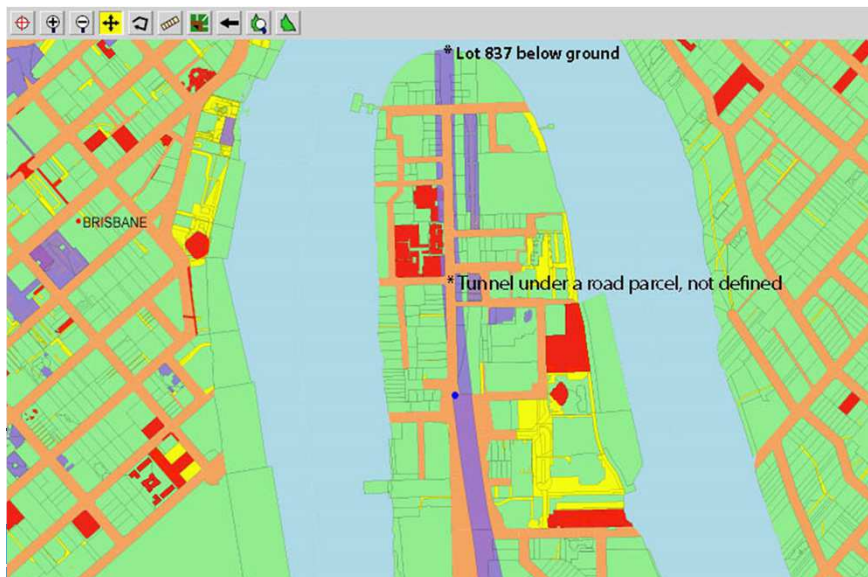 * Lot 837 below ground
BRISBANE
* Tunnel under a road parcel, not defined